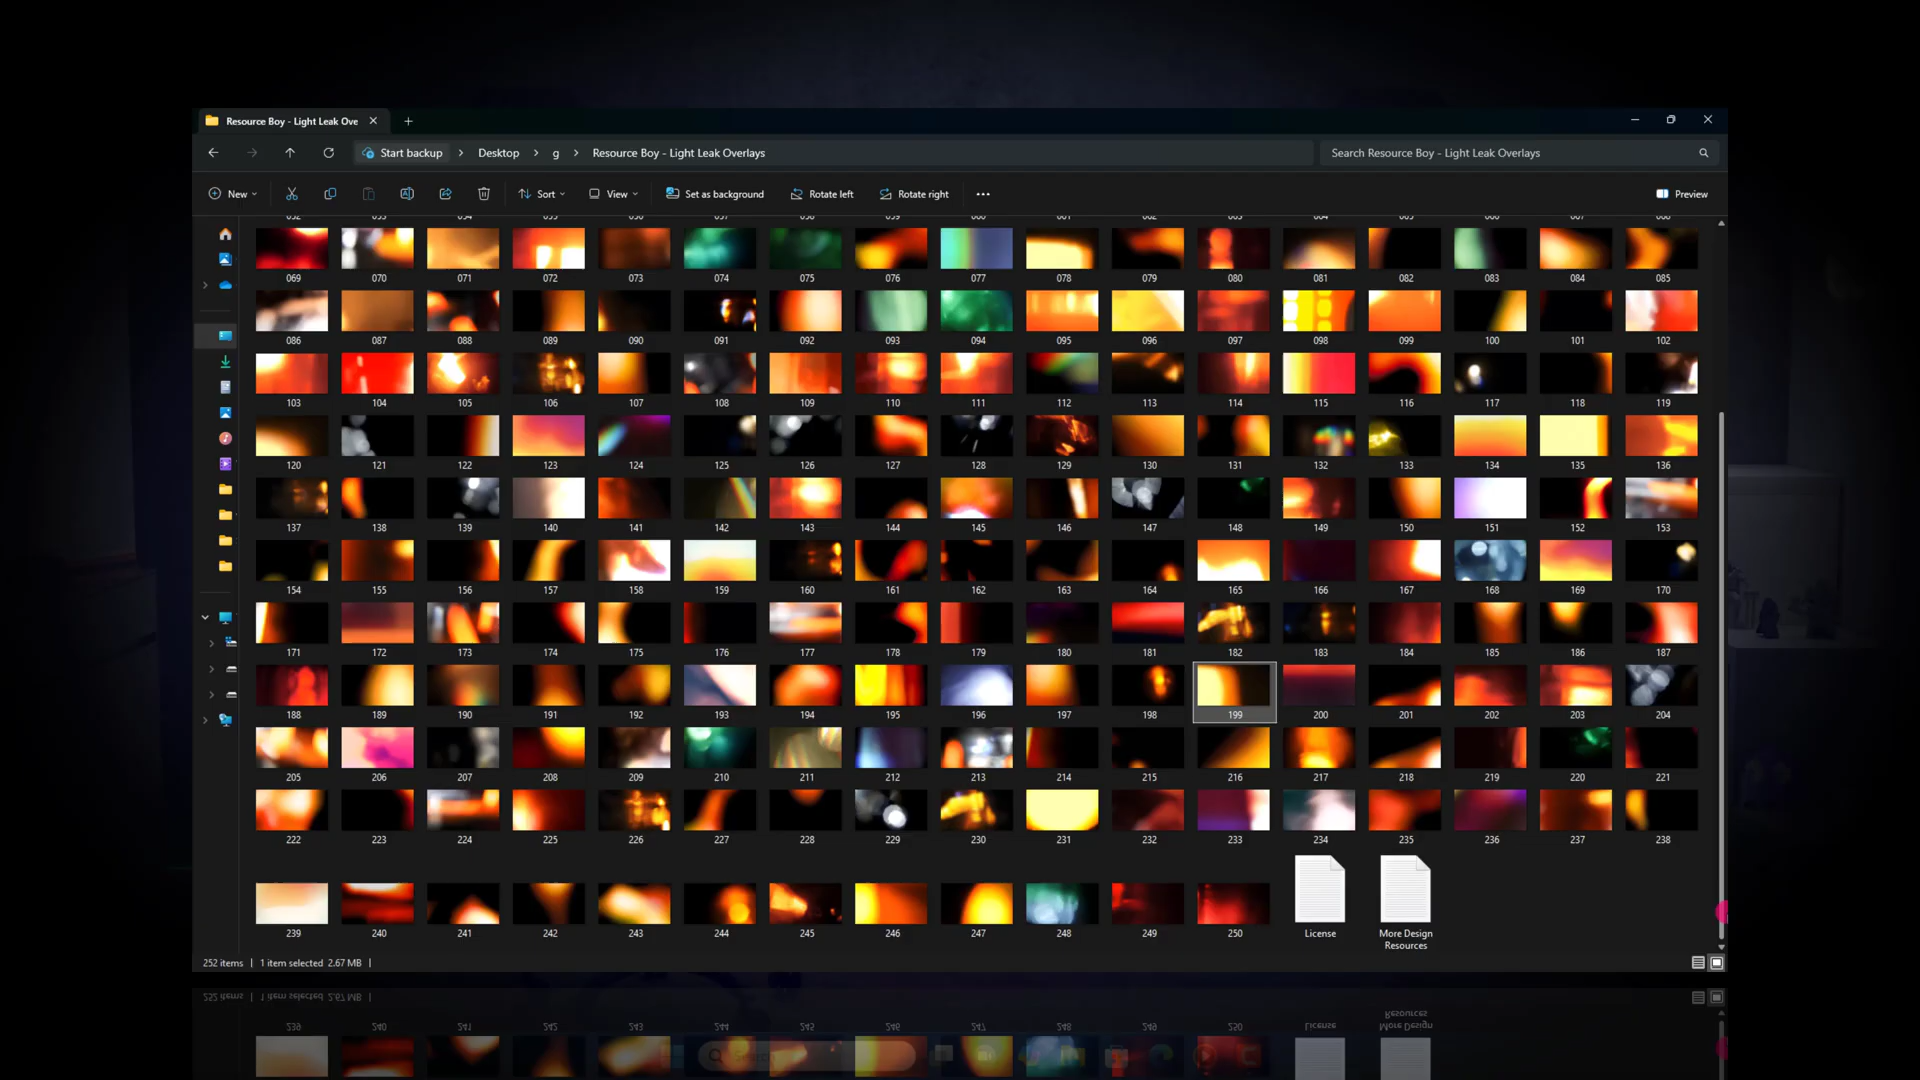 Resource Boy - Light Leak Ove
Start backup > Desktop > g > Resource Boy - Light Leak Overlays
Search Resource Boy - Light Leak Overlays
New Sort View Set as background Rotate left Rotate right ••• Preview
069 070 071 072 073 074 075 076 077 078 079 080 081 082 083 084 085
086 087 088 089 090 091 092 093 094 095 096 097 098 099 100 101 102
103 104 105 106 107 108 109 110 111 112 113 114 115 116 117 118 119
120 121 122 123 124 125 126 127 128 129 130 131 132 133 134 135 136
137 138 139 140 141 142 143 144 145 146 147 148 149 150 151 152 153
154 155 156 157 158 159 160 161 162 163 164 165 166 167 168 169 170
171 172 173 174 175 176 177 178 179 180 181 182 183 184 185 186 187
188 189 190 191 192 193 194 195 196 197 198 199 200 201 202 203 204
205 206 207 208 209 210 211 212 213 214 215 216 217 218 219 220 221
222 223 224 225 226 227 228 229 230 231 232 233 234 235 236 237 238
239 240 241 242 243 244 245 246 247 248 249 250 License More Design
Resources
252 items | 1 item selected 2.67 MB |